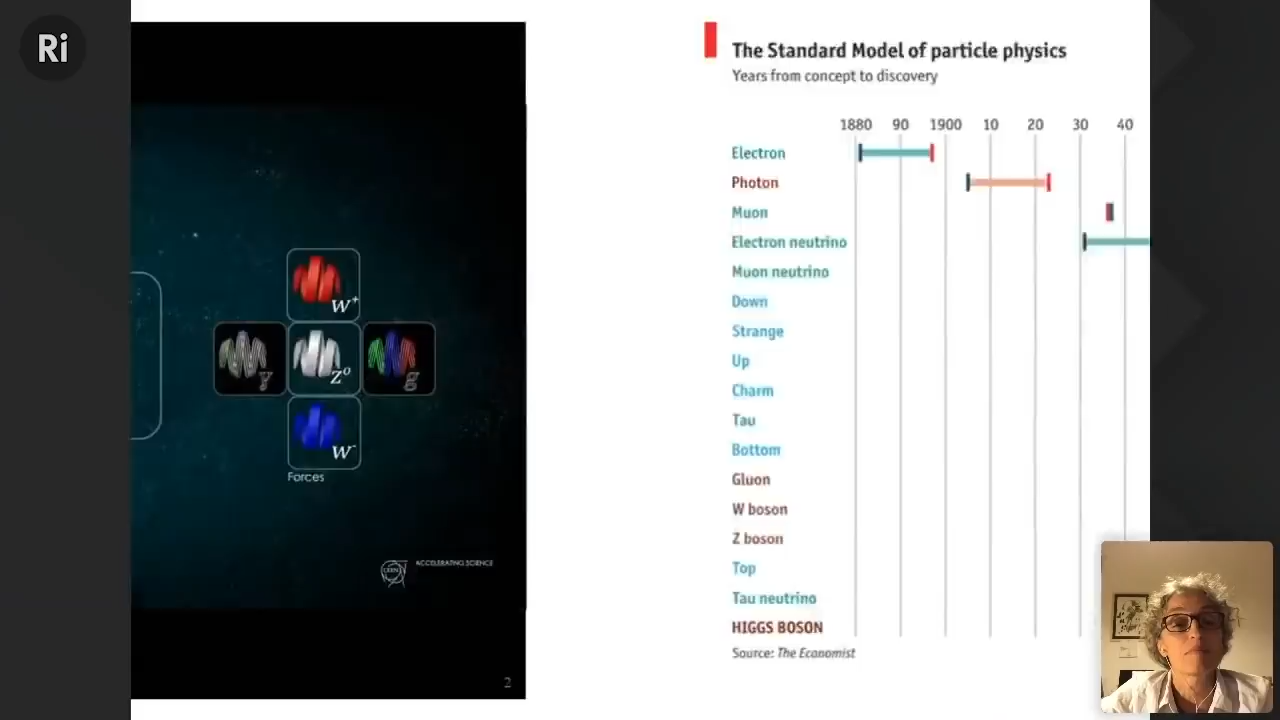 Ri
W+
γ
Z0
g
W-
Forces
CERN
ACCELERATING SCIENCE
2
The Standard Model of particle physics
Years from concept to discovery
1880 90 1900 10 20 30 40
Electron
Photon
Muon
Electron neutrino
Muon neutrino
Down
Strange
Up
Charm
Tau
Bottom
Gluon
W boson
Z boson
Top
Tau neutrino
HIGGS BOSON
Source: The Economist